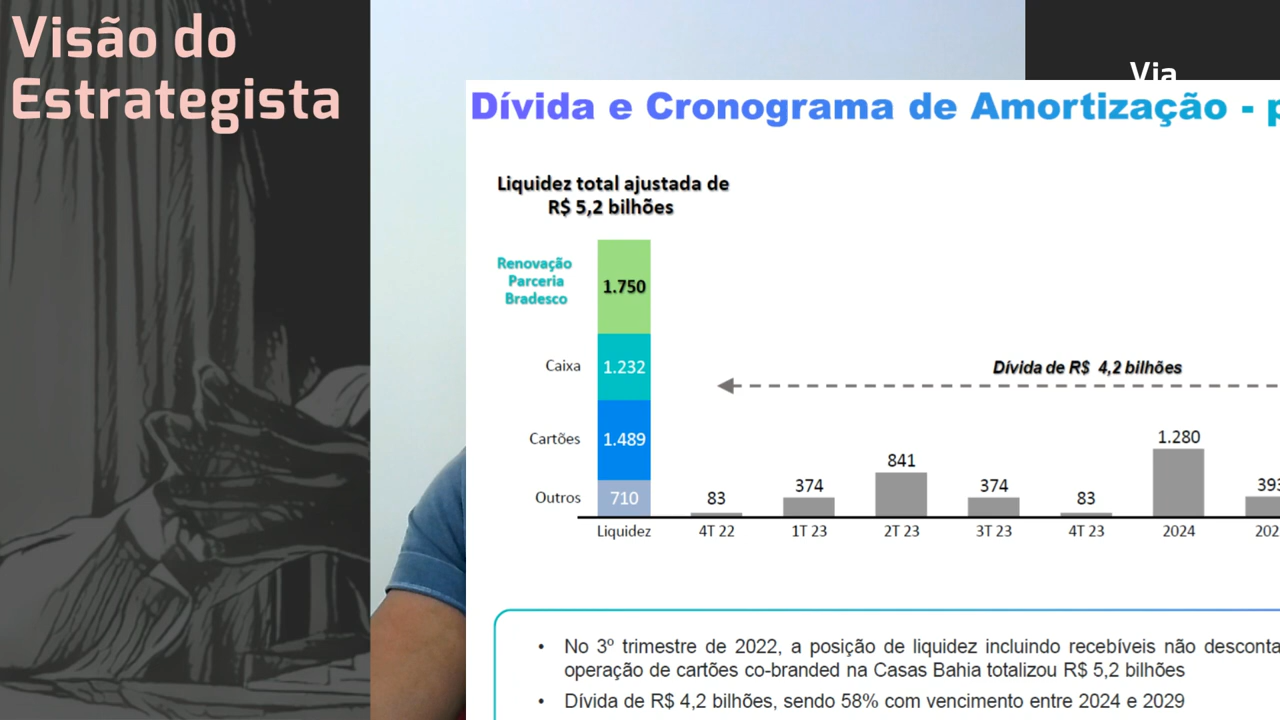 Visão do
Estrategista
Via
Dívida e Cronograma de Amortização -
Liquidez total ajustada de
R$ 5,2 bilhões
Renovação
Parceria
Bradesco
1.750
Caixa
1.232
Cartões
1.489
Outros
710
Dívida de R$ 4,2 bilhões
83
374
841
374
83
1.280
393
Liquidez
4T 22
1T 23
2T 23
3T 23
4T 23
2024
• No 3º trimestre de 2022, a posição de liquidez incluindo recebíveis não
operação de cartões co-branded na Casas Bahia totalizou R$ 5,2 bilhões
• Dívida de R$ 4,2 bilhões, sendo 58% com vencimento entre 2024 e 2029